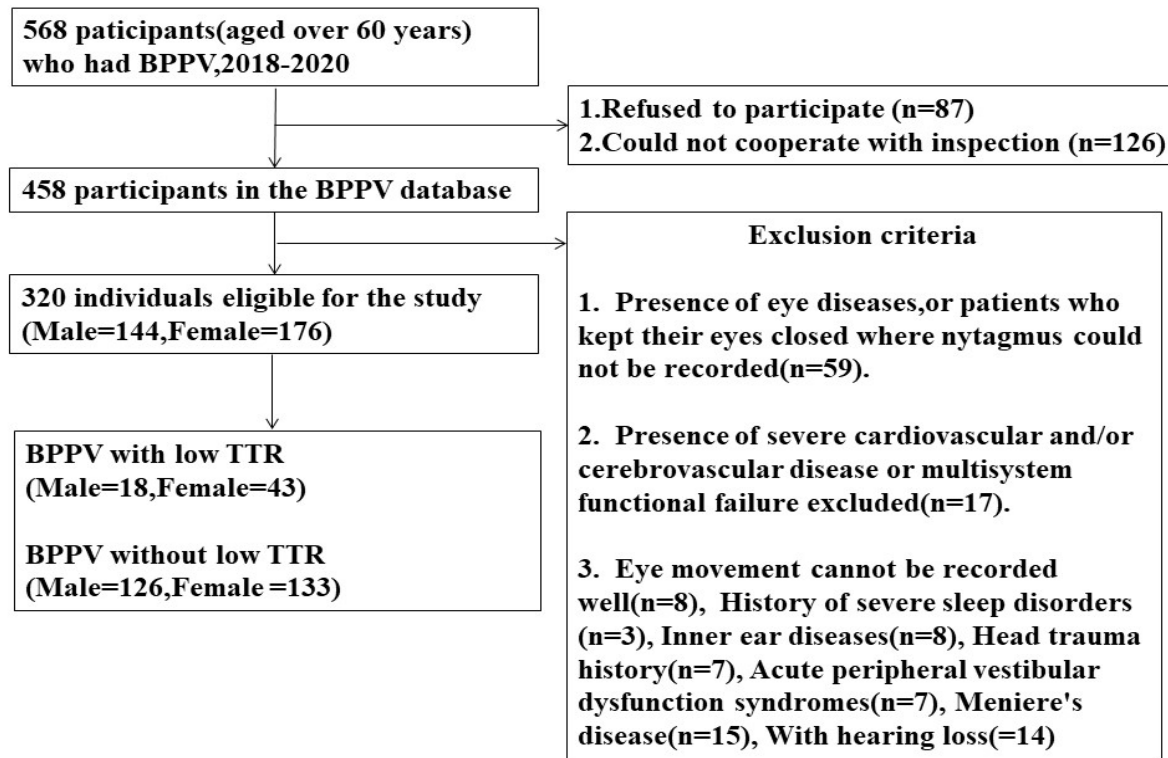 568 paticipants(aged over 60 years)
who had BPPV,2018-2020
1.Refused to participate (n=87)
2.Could not cooperate with inspection (n=126)
458 participants in the BPPV database
Exclusion criteria
1. Presence of eye diseases,or patients who
kept their eyes closed where nytagmus could
not be recorded(n=59).
2. Presence of severe cardiovascular and/or
cerebrovascular disease or multisystem
functional failure excluded(n=17).
3. Eye movement cannot be recorded
well(n=8), History of severe sleep disorders
(n=3), Inner ear diseases(n=8), Head trauma
history(n=7), Acute peripheral vestibular
dysfunction syndromes(n=7), Meniere's
disease(n=15), With hearing loss(=14)
320 individuals eligible for the study
(Male=144,Female=176)
BPPV with low TTR
(Male=18,Female=43)
BPPV without low TTR
(Male=126,Female=133)